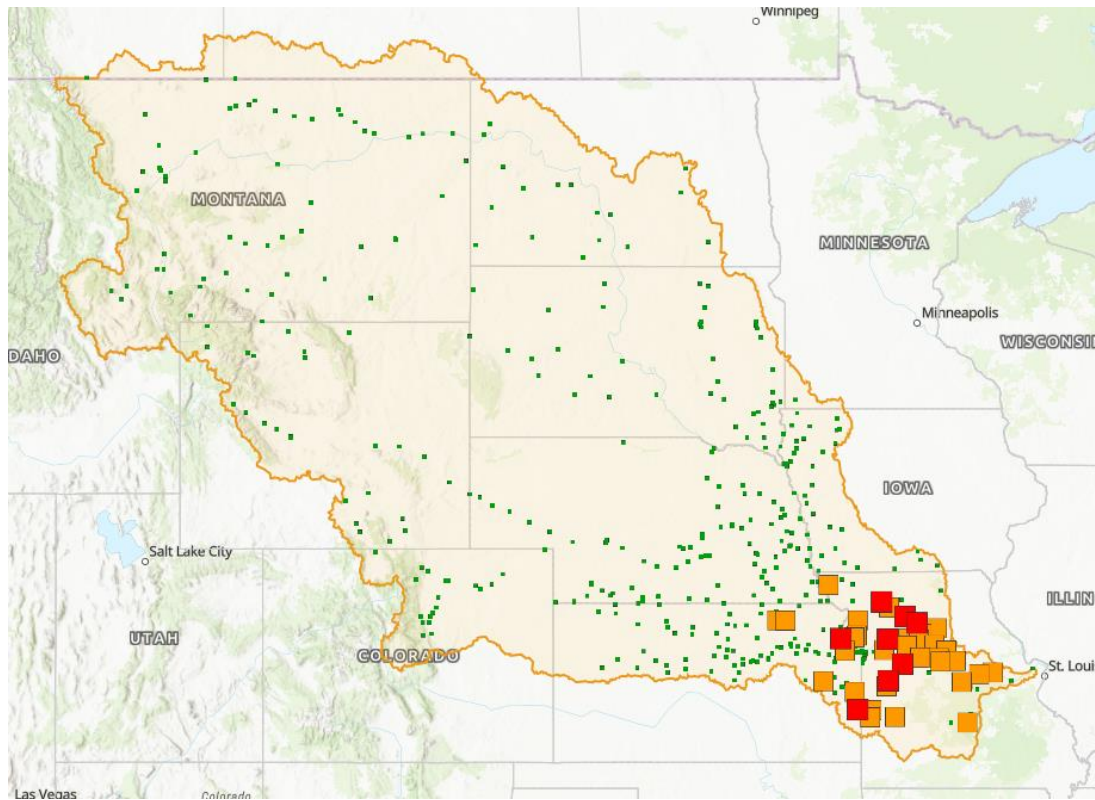 Winnipeg
MONTANA
MINNESOTA
Minneapolis
DAHO
WISCONSI
IOWA
Salt Lake City
ILLIN
UTAH
COLORADO
St. Loui
Las Vegas
Colorado